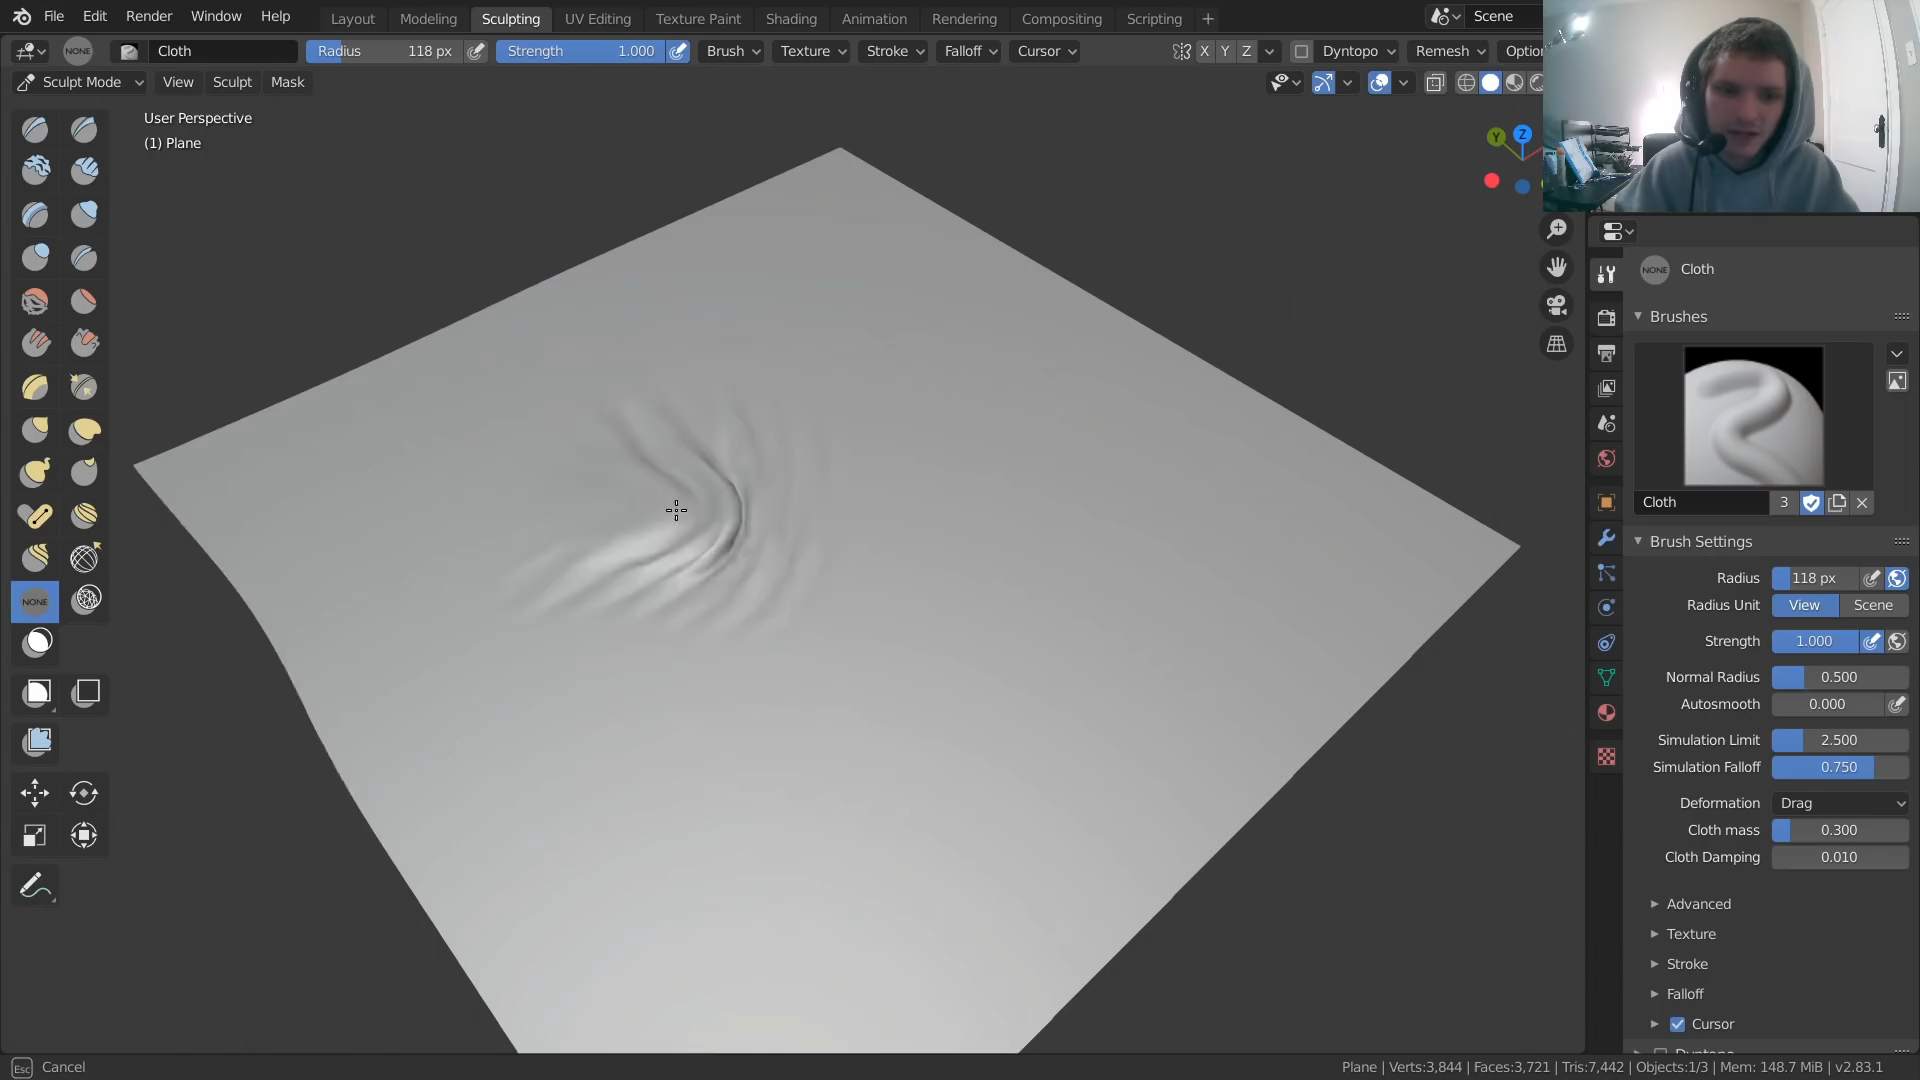 File Edit Render Window Help Layout Modeling Sculpting UV Editing Texture Paint Shading Animation Rendering Compositing Scripting + Scene
NONE Cloth Radius 118 px Strength 1.000 Brush Texture Stroke Falloff Cursor X Y Z Dyntopo Remesh Optio
Sculpt Mode View Sculpt Mask
User Perspective
(1) Plane
Y Z
NONE Cloth
Brushes
Cloth 3
Brush Settings
Radius 118 px
Radius Unit View Scene
NONE
Strength 1.000
Normal Radius 0.500
Autosmooth 0.000
Simulation Limit 2.500
Simulation Falloff 0.750
Deformation Drag
Cloth mass 0.300
Cloth Damping 0.010
Advanced
Texture
Stroke
Falloff
Cursor
Esc Cancel
Plane | Verts:3,844 | Faces:3,721 | Tris:7,442 | Objects:1/3 | Mem: 148.7 MiB | v2.83.1